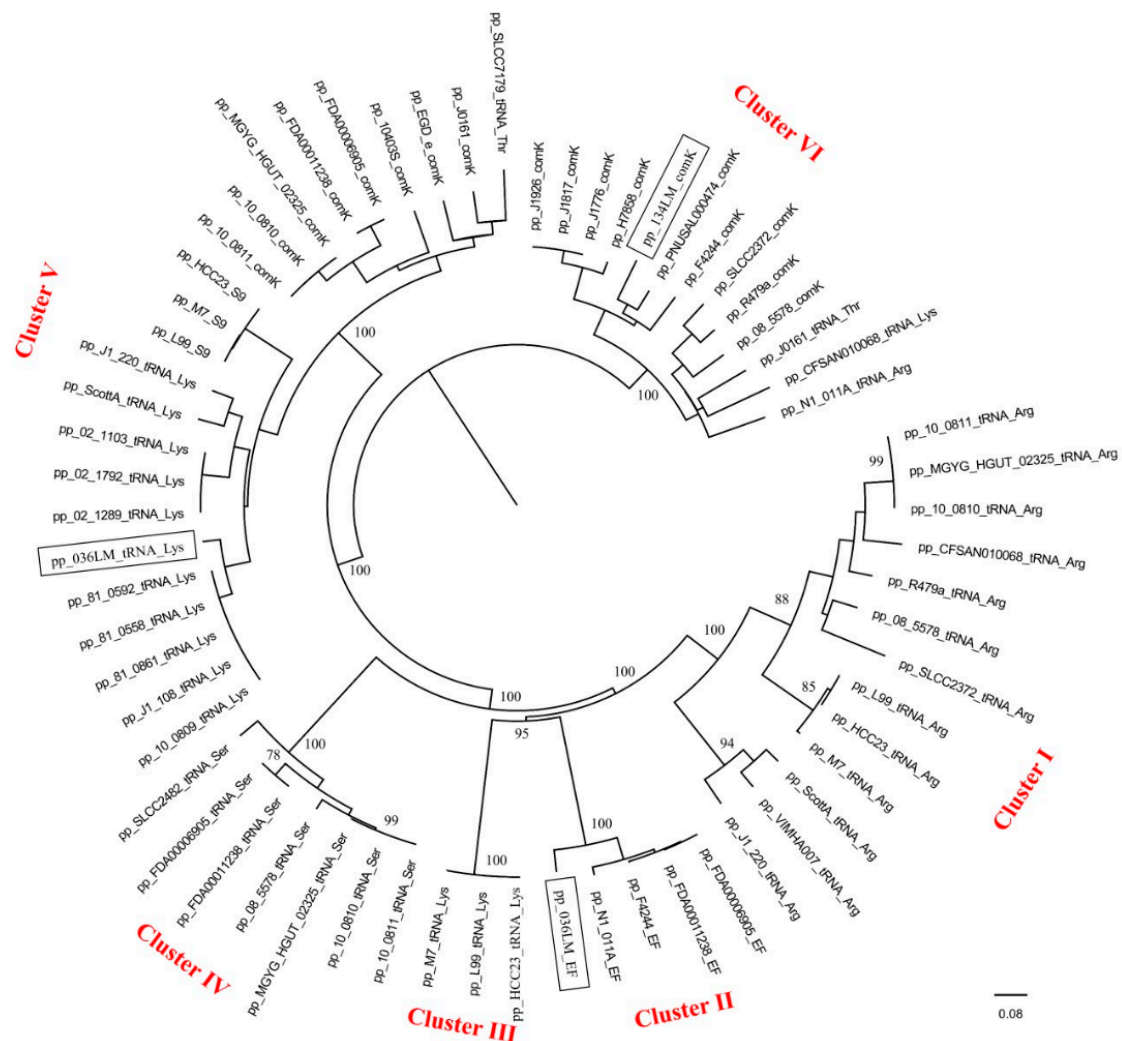 pp_SLCC7179_tRNA_Thr
pp_J0161_comK
pp_EGD_e_comK
pp_10403S_comK
pp_FDA00006905_comK
pp_FDA00011238_comK
pp_MGYG_HGUT_02325_comK
pp_10_0810_comK
pp_10_0811_comK
pp_HCC23_S9
pp_M7_S9
pp_L99_S9
pp_J1_220_tRNA_Lys
pp_ScottA_tRNA_Lys
pp_02_1103_tRNA_Lys
pp_02_1792_tRNA_Lys
pp_02_1289_tRNA_Lys
pp_036LM_tRNA_Lys
pp_81_0592_tRNA_Lys
pp_81_0558_tRNA_Lys
pp_81_0861_tRNA_Lys
pp_J1_108_tRNA_Lys
pp_10_0809_tRNA_Lys
Cluster V
100
pp_J1926_comK
pp_J1817_comK
pp_J1776_comK
pp_H7858_comK
pp_134LM_comK
pp_PNUSAL000474_comK
pp_F4244_comK
pp_SLCC2372_comK
pp_R479a_comK
pp_08_5578_comK
pp_J0161_tRNA_Thr
pp_CFSAN010068_tRNA_Lys
pp_N1_011A_tRNA_Arg
Cluster VI
100
100
pp_10_0811_tRNA_Arg
pp_MGYG_HGUT_02325_tRNA_Arg
pp_10_0810_tRNA_Arg
pp_CFSAN010068_tRNA_Arg
pp_R479a_tRNA_Arg
pp_08_5578_tRNA_Arg
pp_SLCC2372_tRNA_Arg
pp_L99_tRNA_Arg
pp_HCC23_tRNA_Arg
pp_M7_tRNA_Arg
pp_ScottA_tRNA_Arg
pp_VIMHA007_tRNA_Arg
pp_J1_220_tRNA_Arg
Cluster I
99
88
85
94
100
100
100
95
pp_FDA00006905_EF
pp_FDA00011238_EF
pp_F4244_EF
pp_N1_011A_EF
pp_036LM_EF
Cluster II
100
pp_HCC23_tRNA_Lys
pp_L99_tRNA_Lys
pp_M7_tRNA_Lys
Cluster III
100
pp_10_0811_tRNA_Ser
pp_10_0810_tRNA_Ser
pp_MGYG_HGUT_02325_tRNA_Ser
pp_08_5578_tRNA_Ser
pp_FDA00011238_tRNA_Ser
pp_FDA00006905_tRNA_Ser
pp_SLCC2482_tRNA_Ser
Cluster IV
100
78
99
0.08